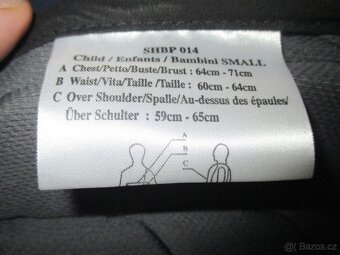 SHBP 014
Child / Enfants / Bambini SMALL
A Chest/Petto/Buste/Brust : 64cm - 71cm
B Waist/Vita/Taille /Taille : 60cm - 64cm
C Over Shoulder/Spalle/Au-dessus des épaules/
Über Schulter : 59cm - 65cm
A
B
C
Bazoš.cz